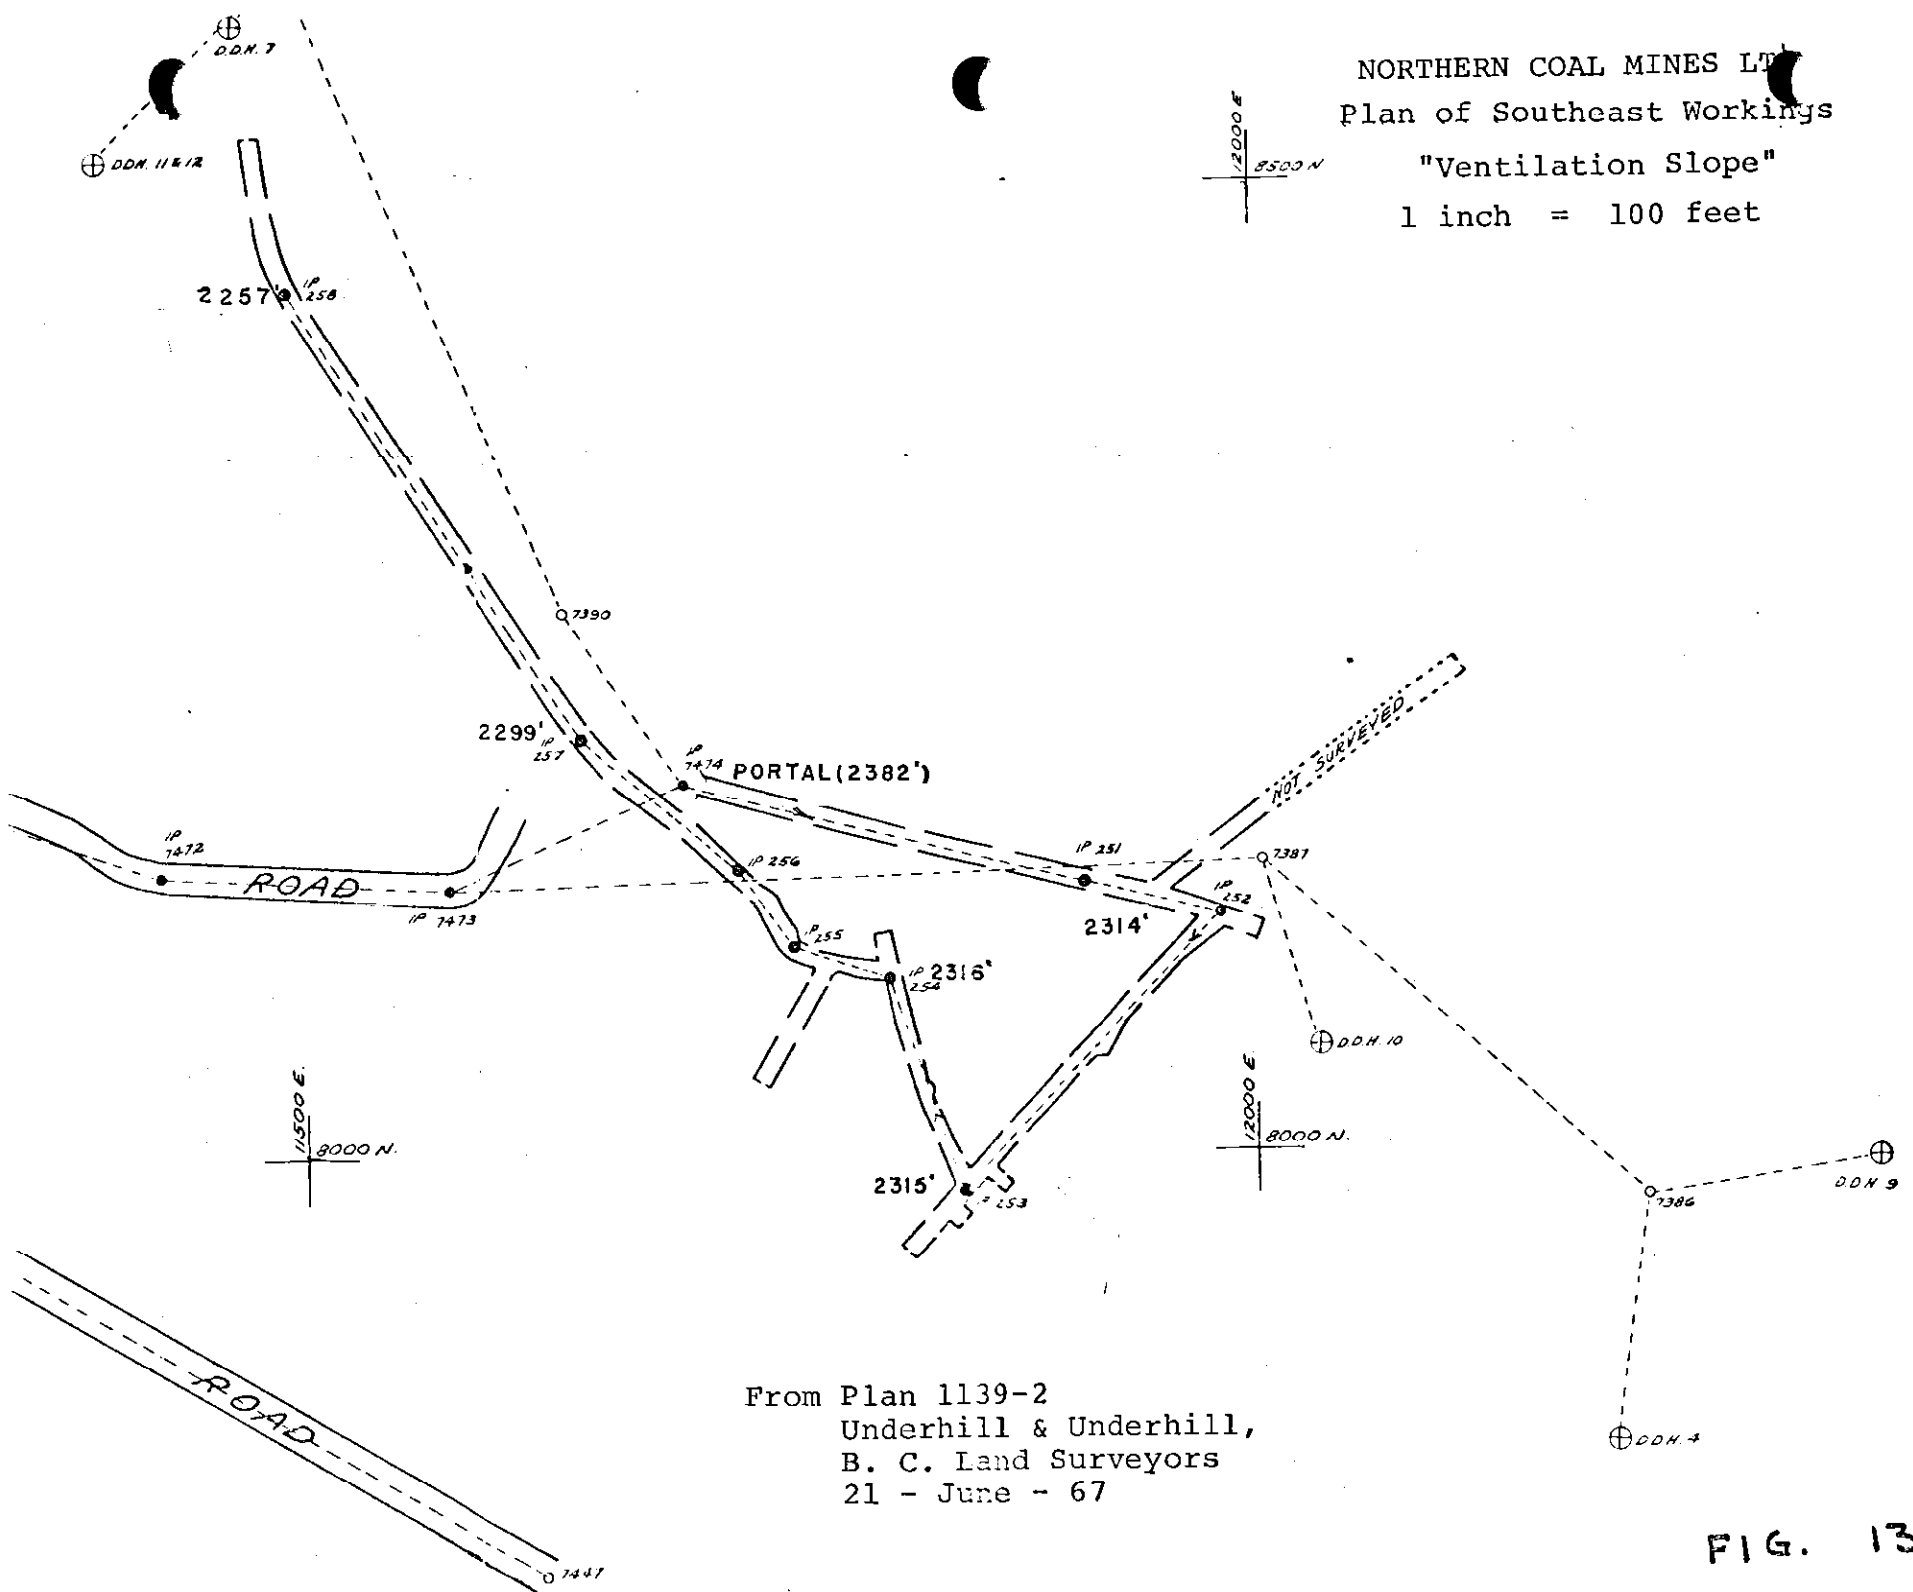 NORTHERN COAL MINES LT
Plan of Southeast Workings
"Ventilation Slope"
1 inch = 100 feet
D.D.H. 7
DDH. 11 & 12
12000 E
8500 N
2257'
IP 258
7390
2299'
IP 257
IP 7474
PORTAL (2382')
NOT SURVEYED
IP 7472
ROAD
IP 7473
IP 256
IP 251
7387
IP 252
2314'
IP 255
IP 254
2316'
D.D.H. 10
11500 E.
8000 N.
12000 E.
8000 N.
2315'
253
7386
D.D.H 9
D.D.H. 4
ROAD
7447
From Plan 1139-2
Underhill & Underhill,
B. C. Land Surveyors
21 - June - 67
FIG. 13